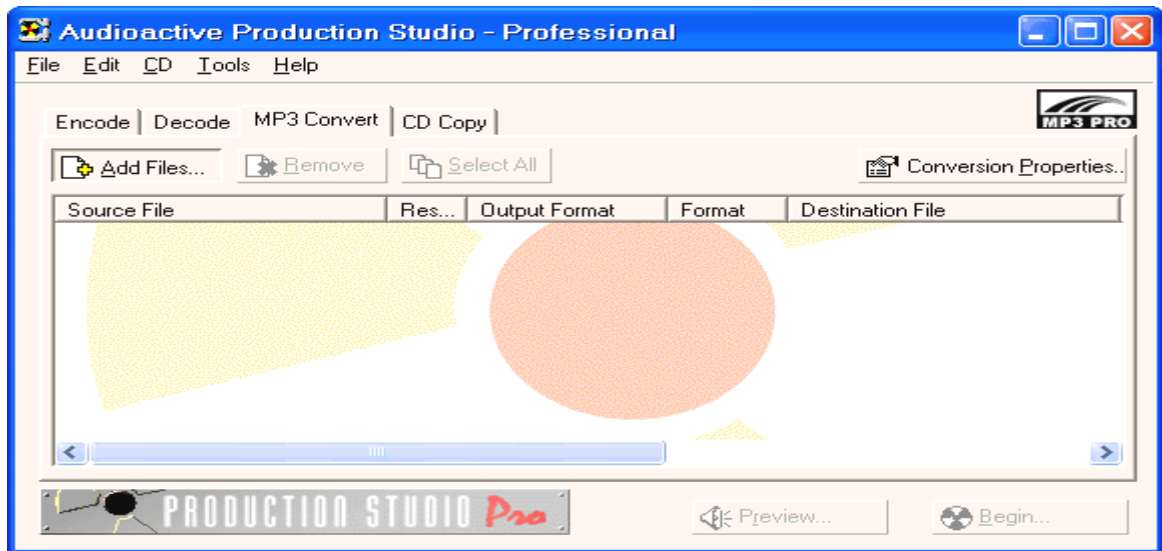 Audioactive Production Studio - Professional
File Edit CD Tools Help
Encode Decode MP3 Convert CD Copy
MP3 PRO
Add Files... Remove Select All Conversion Properties..
Source File Res... Output Format Format Destination File
PRODUCTION STUDIO Pro
Preview... Begin...